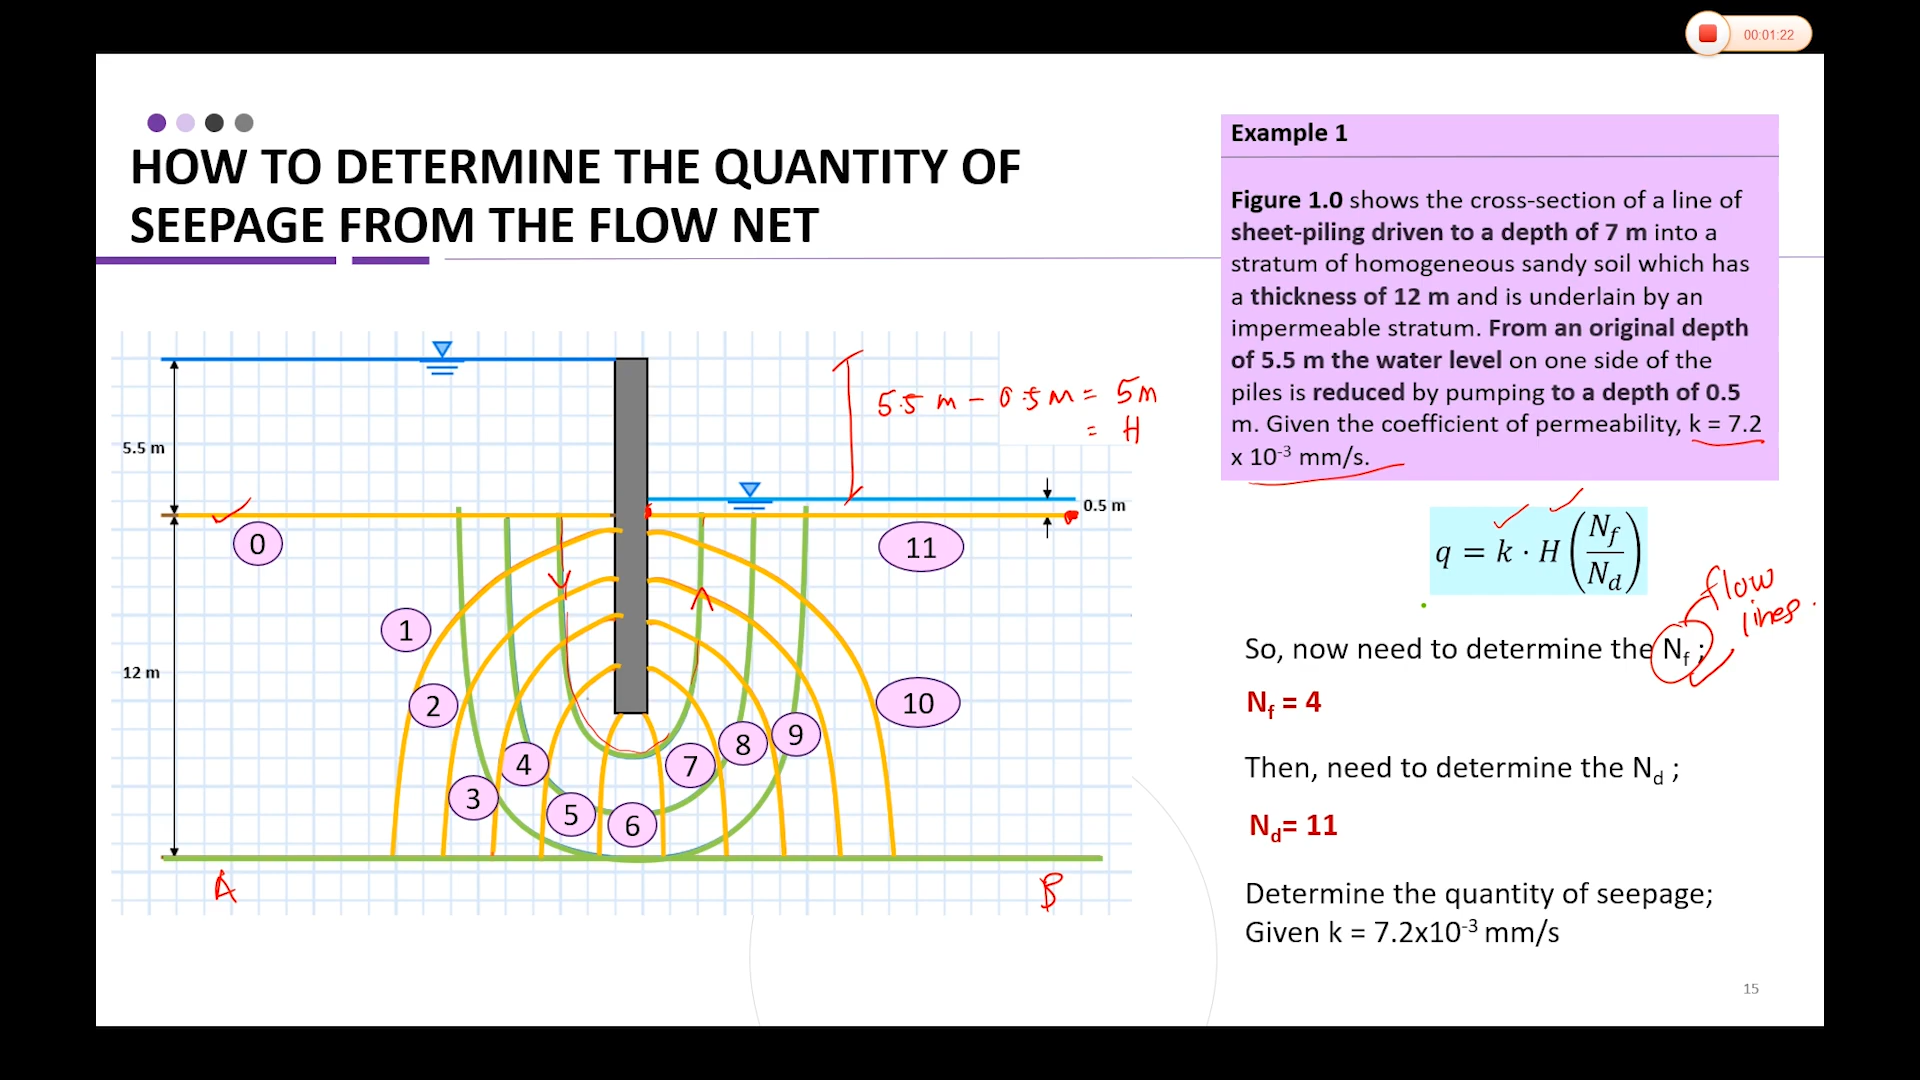 00:01:22
HOW TO DETERMINE THE QUANTITY OF
SEEPAGE FROM THE FLOW NET
Example 1
Figure 1.0 shows the cross-section of a line of
sheet-piling driven to a depth of 7 m into a
stratum of homogeneous sandy soil which has
a thickness of 12 m and is underlain by an
impermeable stratum. From an original depth
of 5.5 m the water level on one side of the
piles is reduced by pumping to a depth of 0.5
m. Given the coefficient of permeability, k = 7.2
x 10⁻³ mm/s.
5.5 m - 0.5 m = 5m
= H
5.5 m
0.5 m
12 m
0
1
2
3
4
5
6
7
8
9
10
11
A
B
q = k · H (N_f / N_d)
flow
lines.
So, now need to determine the N_f ;
N_f = 4
Then, need to determine the N_d ;
N_d= 11
Determine the quantity of seepage;
Given k = 7.2x10⁻³ mm/s
15